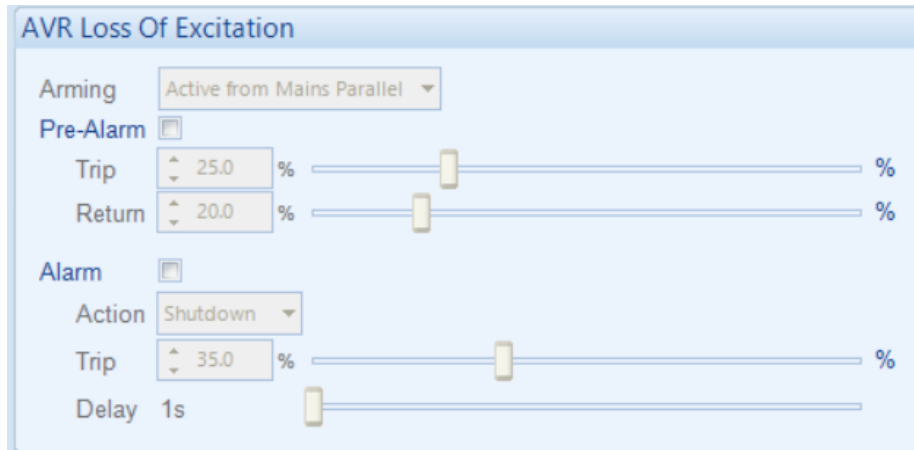 AVR Loss Of Excitation
Arming Active from Mains Parallel
Pre-Alarm
Trip 25.0 % %
Return 20.0 % %
Alarm
Action Shutdown
Trip 35.0 % %
Delay 1s